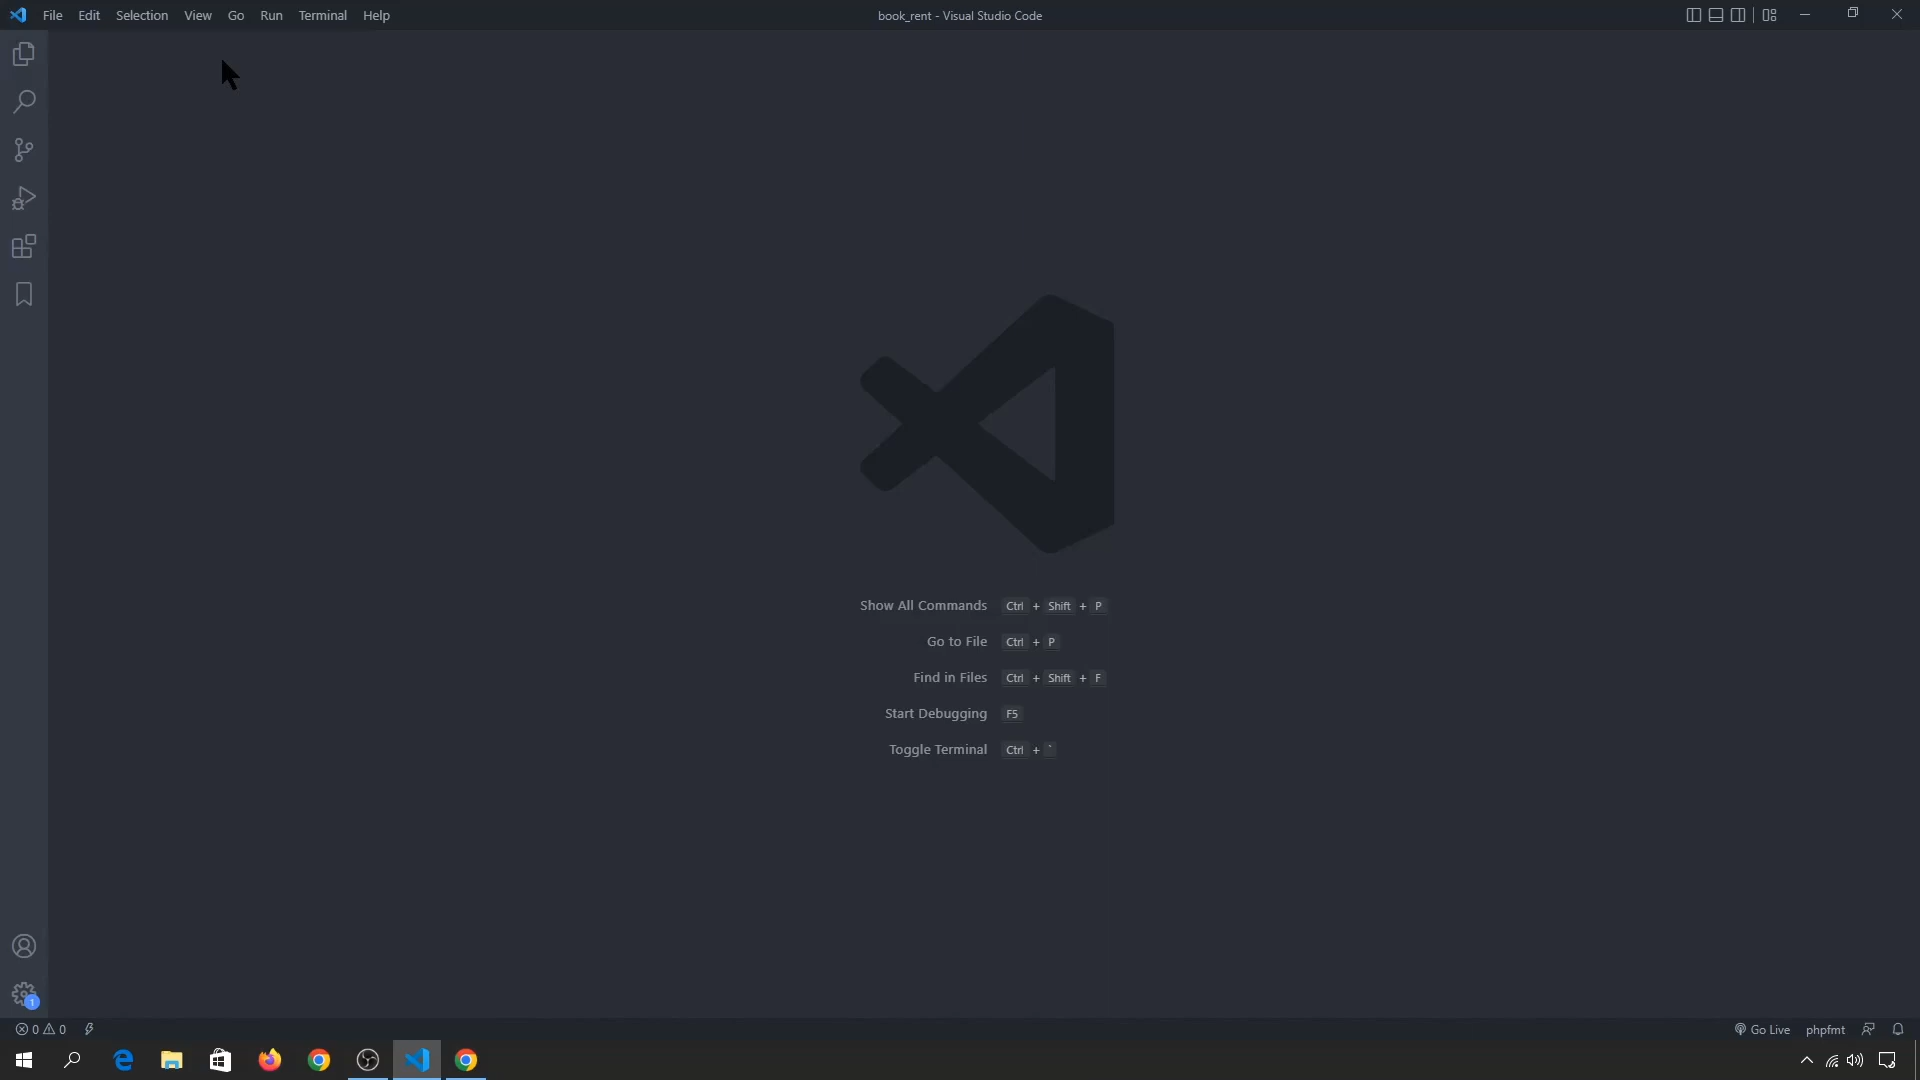 File Edit Selection View Go Run Terminal Help book_rent - Visual Studio Code
Show All Commands Ctrl + Shift + P
Go to File Ctrl + P
Find in Files Ctrl + Shift + F
Start Debugging F5
Toggle Terminal Ctrl + `
1
0 0 Go Live phpfmt